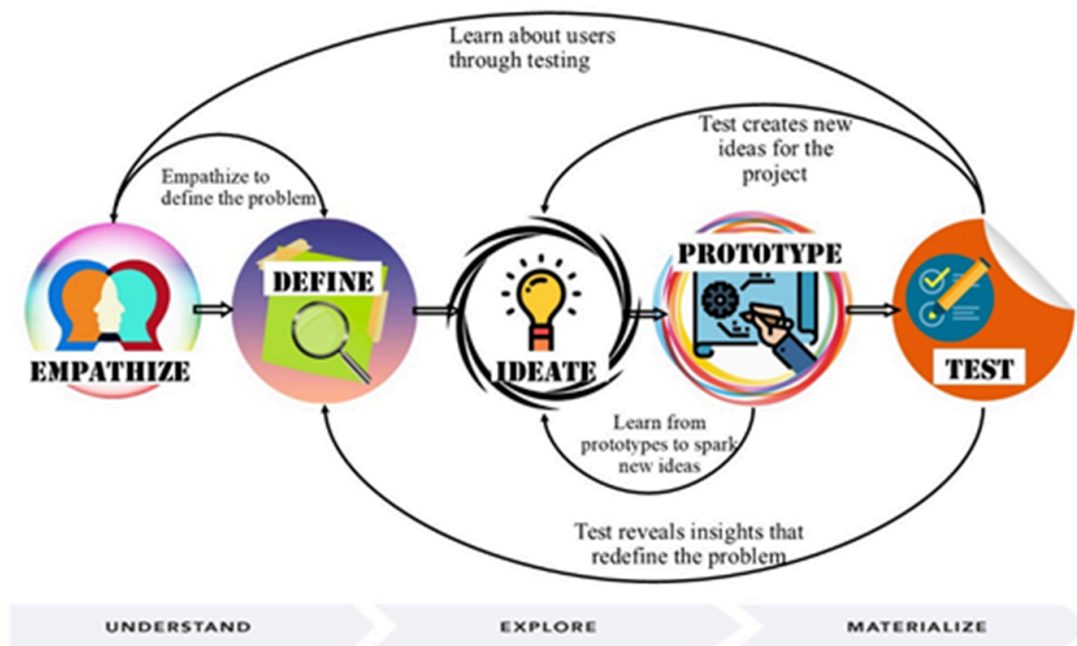 Learn about users
through testing
Test creates new
ideas for the
project
Empathize to
define the problem
EMPATHIZE
DEFINE
IDEATE
PROTOTYPE
TEST
Learn from
prototypes to spark
new ideas
Test reveals insights that
redefine the problem
UNDERSTAND
EXPLORE
MATERIALIZE